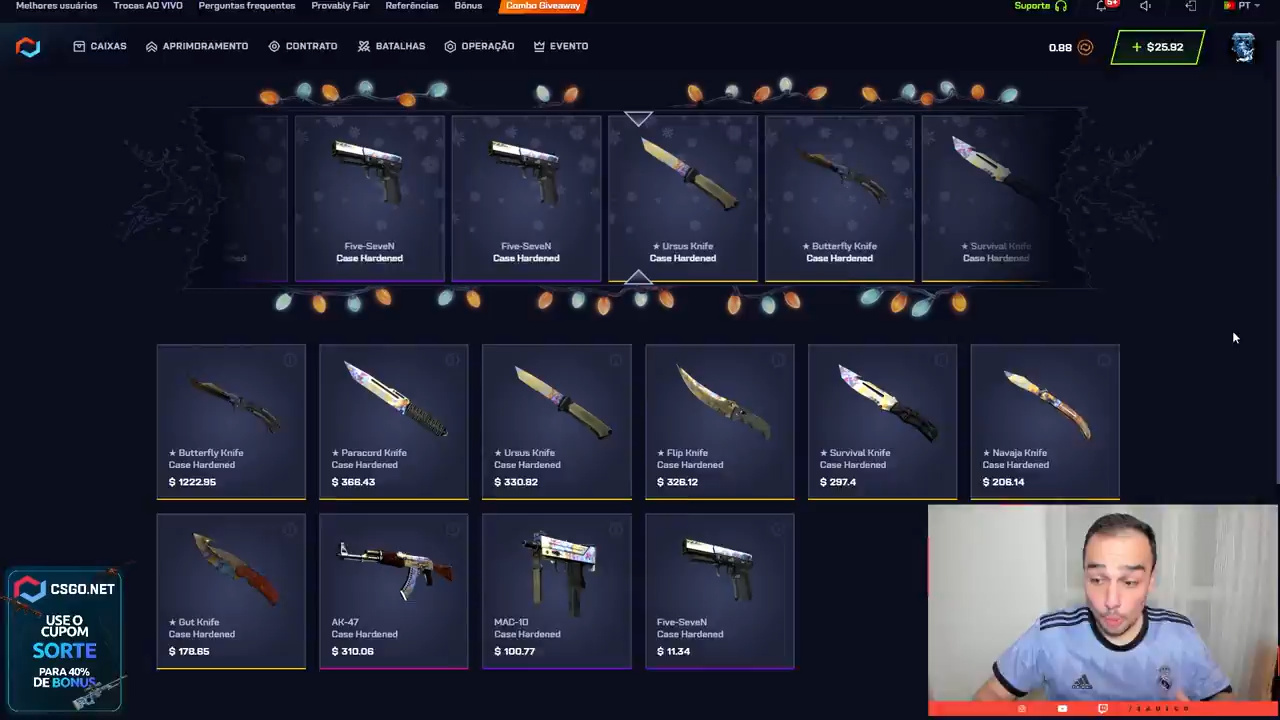 Melhores usuários Trocas AO VIVO Perguntas frequentes Provably Fair Referências Bônus Combo Giveaway Suporte 5+ PT
CAIXAS APRIMORAMENTO CONTRATO BATALHAS OPERAÇÃO EVENTO 0.88 + $25.92
Five-SeveN Five-SeveN ★ Ursus Knife ★ Butterfly Knife ★ Survival Knife
Case Hardened Case Hardened Case Hardened Case Hardened Case Hardened
★ Butterfly Knife ★ Paracord Knife ★ Ursus Knife ★ Flip Knife ★ Survival Knife ★ Navaja Knife
Case Hardened Case Hardened Case Hardened Case Hardened Case Hardened Case Hardened
$ 1222.95 $ 366.43 $ 330.82 $ 326.12 $ 297.4 $ 206.14
★ Gut Knife AK-47 MAC-10 Five-SeveN
Case Hardened Case Hardened Case Hardened Case Hardened
$ 178.65 $ 310.06 $ 100.77 $ 11.34
CSGO.NET
USE O
CUPOM
SORTE
PARA 40%
DE BONUS
adidas